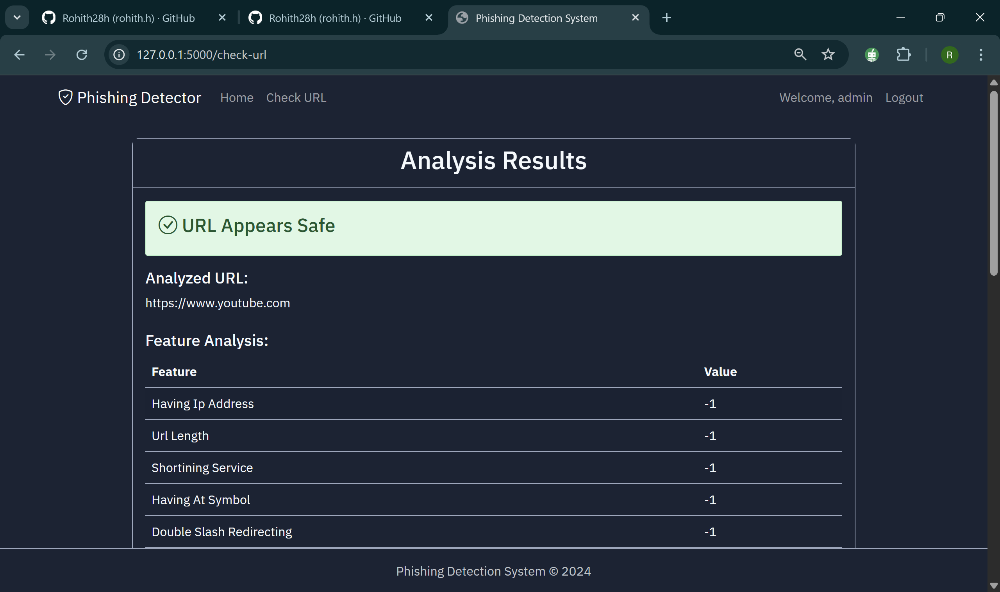 Rohith28h (rohith.h) · GitHub
Rohith28h (rohith.h) · GitHub
Phishing Detection System
127.0.0.1:5000/check-url
R
Phishing Detector
Home
Check URL
Welcome, admin
Logout
Analysis Results
URL Appears Safe
Analyzed URL:
https://www.youtube.com
Feature Analysis:
Feature Value
Having Ip Address -1
Url Length -1
Shortining Service -1
Having At Symbol -1
Double Slash Redirecting -1
Phishing Detection System © 2024